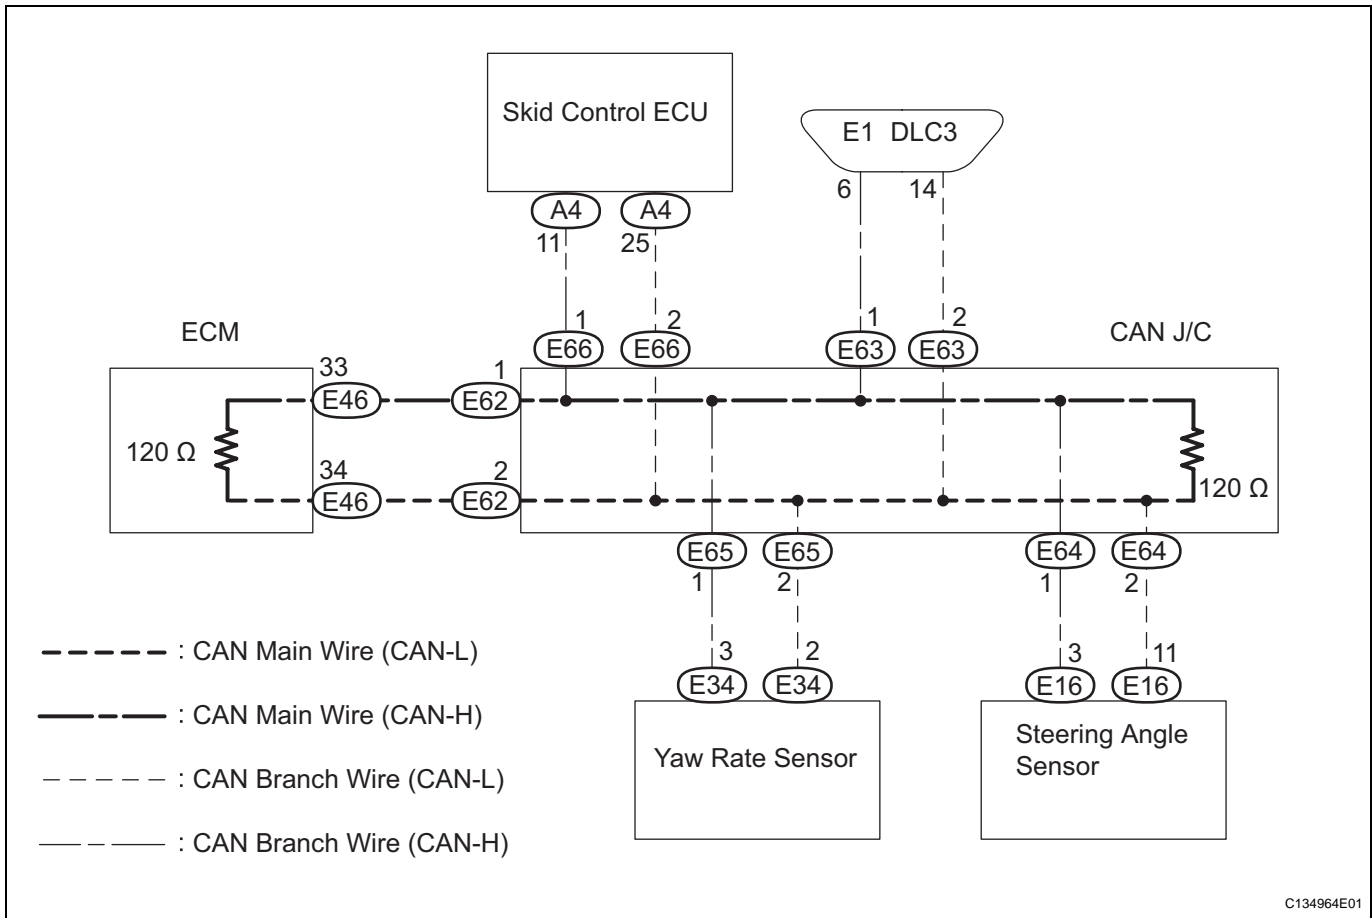 Skid Control ECU
E1 DLC3
6 14
A4 A4
11 25
1 2 1 2
ECM
E66 E66 E63 E63
CAN J/C
33 1
E46 E62
120 Ω
34 2
E46 E62
120 Ω
E65 E65 E64 E64
1 2 1 2
3 2 3 11
E34 E34 E16 E16
Yaw Rate Sensor
Steering Angle
Sensor
: CAN Main Wire (CAN-L)
: CAN Main Wire (CAN-H)
: CAN Branch Wire (CAN-L)
: CAN Branch Wire (CAN-H)
C134964E01